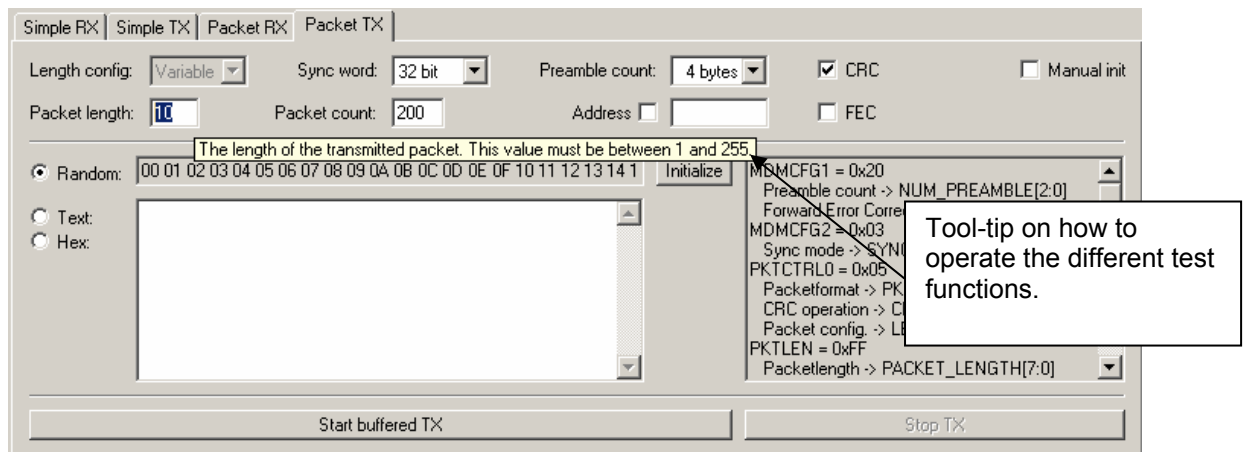 Simple RX Simple TX Packet RX Packet TX
Length config: Variable Sync word: 32 bit Preamble count: 4 bytes CRC Manual init
Packet length: 10 Packet count: 200 Address FEC
The length of the transmitted packet. This value must be between 1 and 255
Random: 00 01 02 03 04 05 06 07 08 09 0A 0B 0C 0D 0E 0F 10 11 12 13 14 1 Initialize
Text:
Hex:
MDMCFG1 = 0x20
Preamble count -> NUM_PREAMBLE[2:0]
Forward Error
MDMCFG2 = 0x03
Sync mode ->
PKTCTRL0 = 0x05
Packetformat ->
CRC operation ->
Packet config. ->
PKTLEN = 0xFF
Packetlength -> PACKET_LENGTH[7:0]
Tool-tip on how to
operate the different test
functions.
Start buffered TX Stop TX